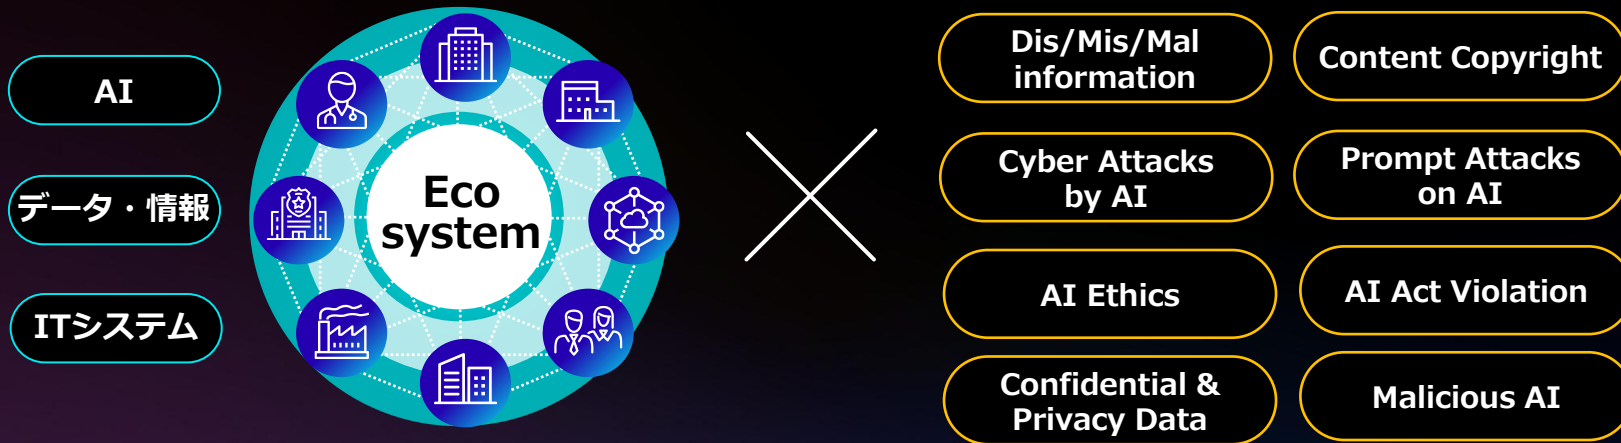 AI
データ・情報
ITシステム
Eco
system
Dis/Mis/Mal
information
Content Copyright
Cyber Attacks
by AI
Prompt Attacks
on AI
AI Ethics
AI Act Violation
Confidential &
Privacy Data
Malicious AI